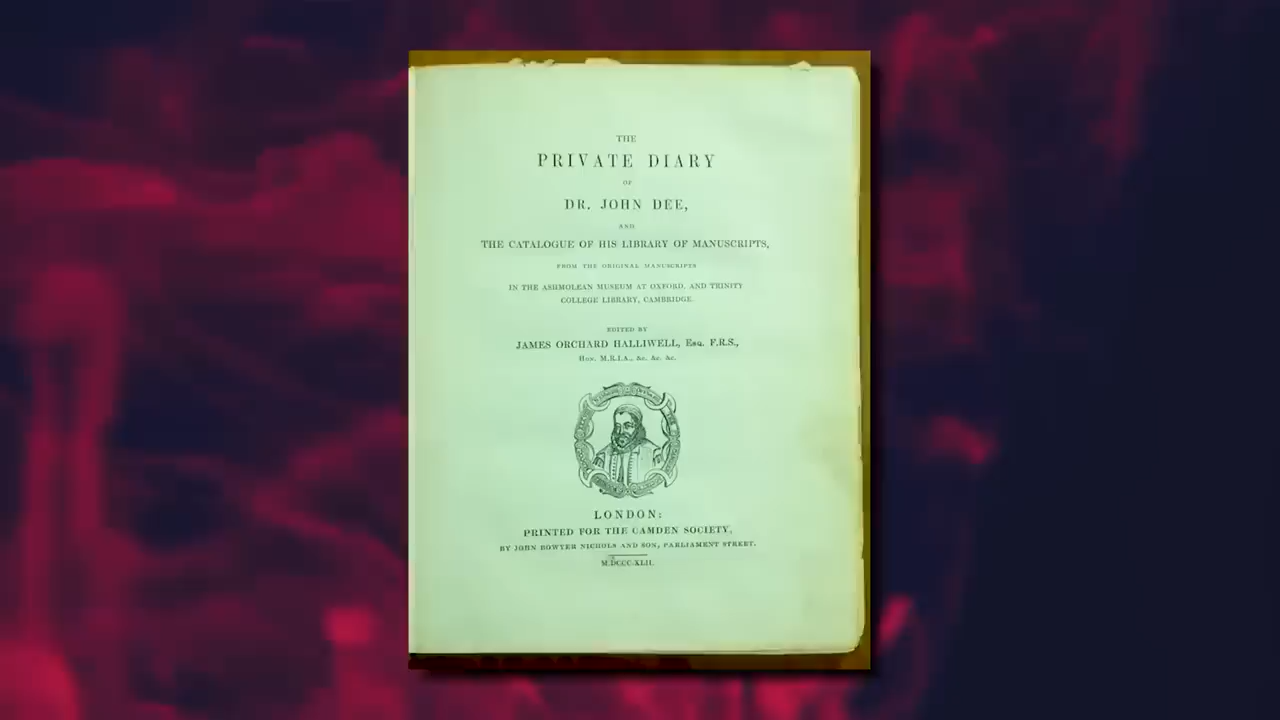 THE
PRIVATE DIARY
OF
DR. JOHN DEE,
AND
THE CATALOGUE OF HIS LIBRARY OF MANUSCRIPTS,
FROM THE ORIGINAL MANUSCRIPTS
IN THE ASHMOLEAN MUSEUM AT OXFORD, AND TRINITY
COLLEGE LIBRARY, CAMBRIDGE.
EDITED BY
JAMES ORCHARD HALLIWELL, Esq. F.R.S.,
Hon. M.R.I.A., &c. &c. &c.
LONDON:
PRINTED FOR THE CAMDEN SOCIETY,
BY JOHN BOWYER NICHOLS AND SON, PARLIAMENT STREET.
M.DCCC.XLII.